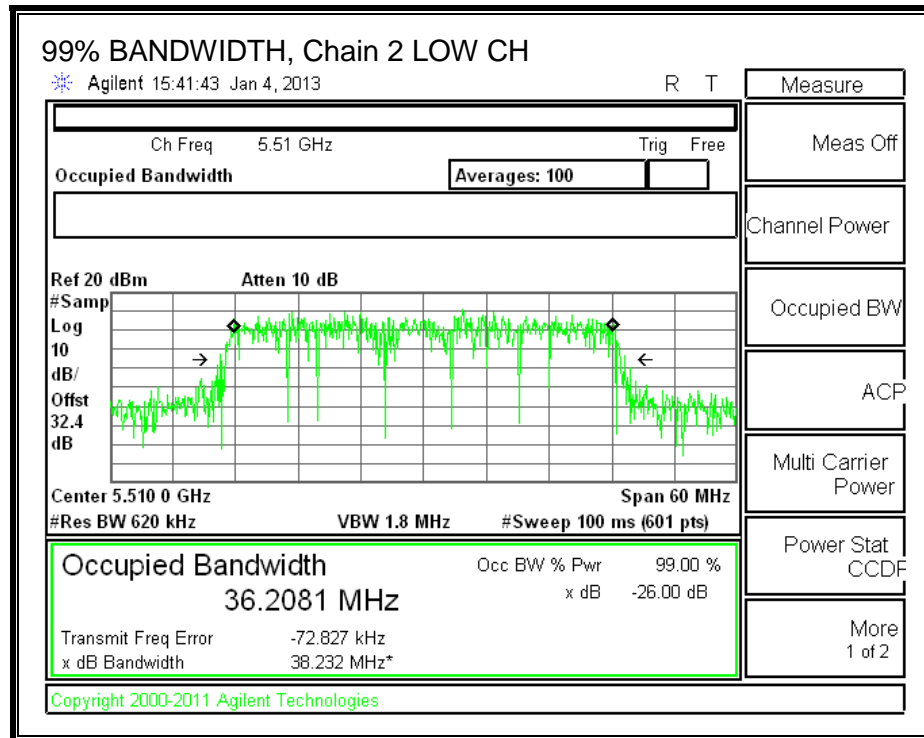 99% BANDWIDTH, Chain 2 LOW CH
Agilent 15:41:43 Jan 4, 2013 R T
Measure
Ch Freq 5.51 GHz Trig Free
Meas Off
Occupied Bandwidth Averages: 100
Channel Power
Ref 20 dBm Atten 10 dB
#Samp
Log
10
dB/
Offst
32.4
dB
Occupied BW
ACP
Center 5.510 0 GHz Span 60 MHz
#Res BW 620 kHz VBW 1.8 MHz #Sweep 100 ms (601 pts)
Multi Carrier
Power
Occupied Bandwidth Occ BW % Pwr 99.00 %
36.2081 MHz x dB -26.00 dB
Power Stat
CCDF
Transmit Freq Error -72.827 kHz
x dB Bandwidth 38.232 MHz*
More
1 of 2
Copyright 2000-2011 Agilent Technologies